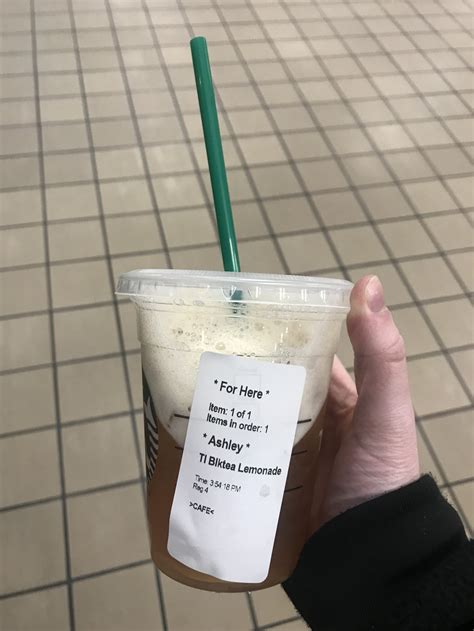 * For Here *
Item: 1 of 1
Items in order: 1
* Ashley *
Tl Blktea Lemonade
Time: 3:54:18 PM
Reg 4
>CAFE<